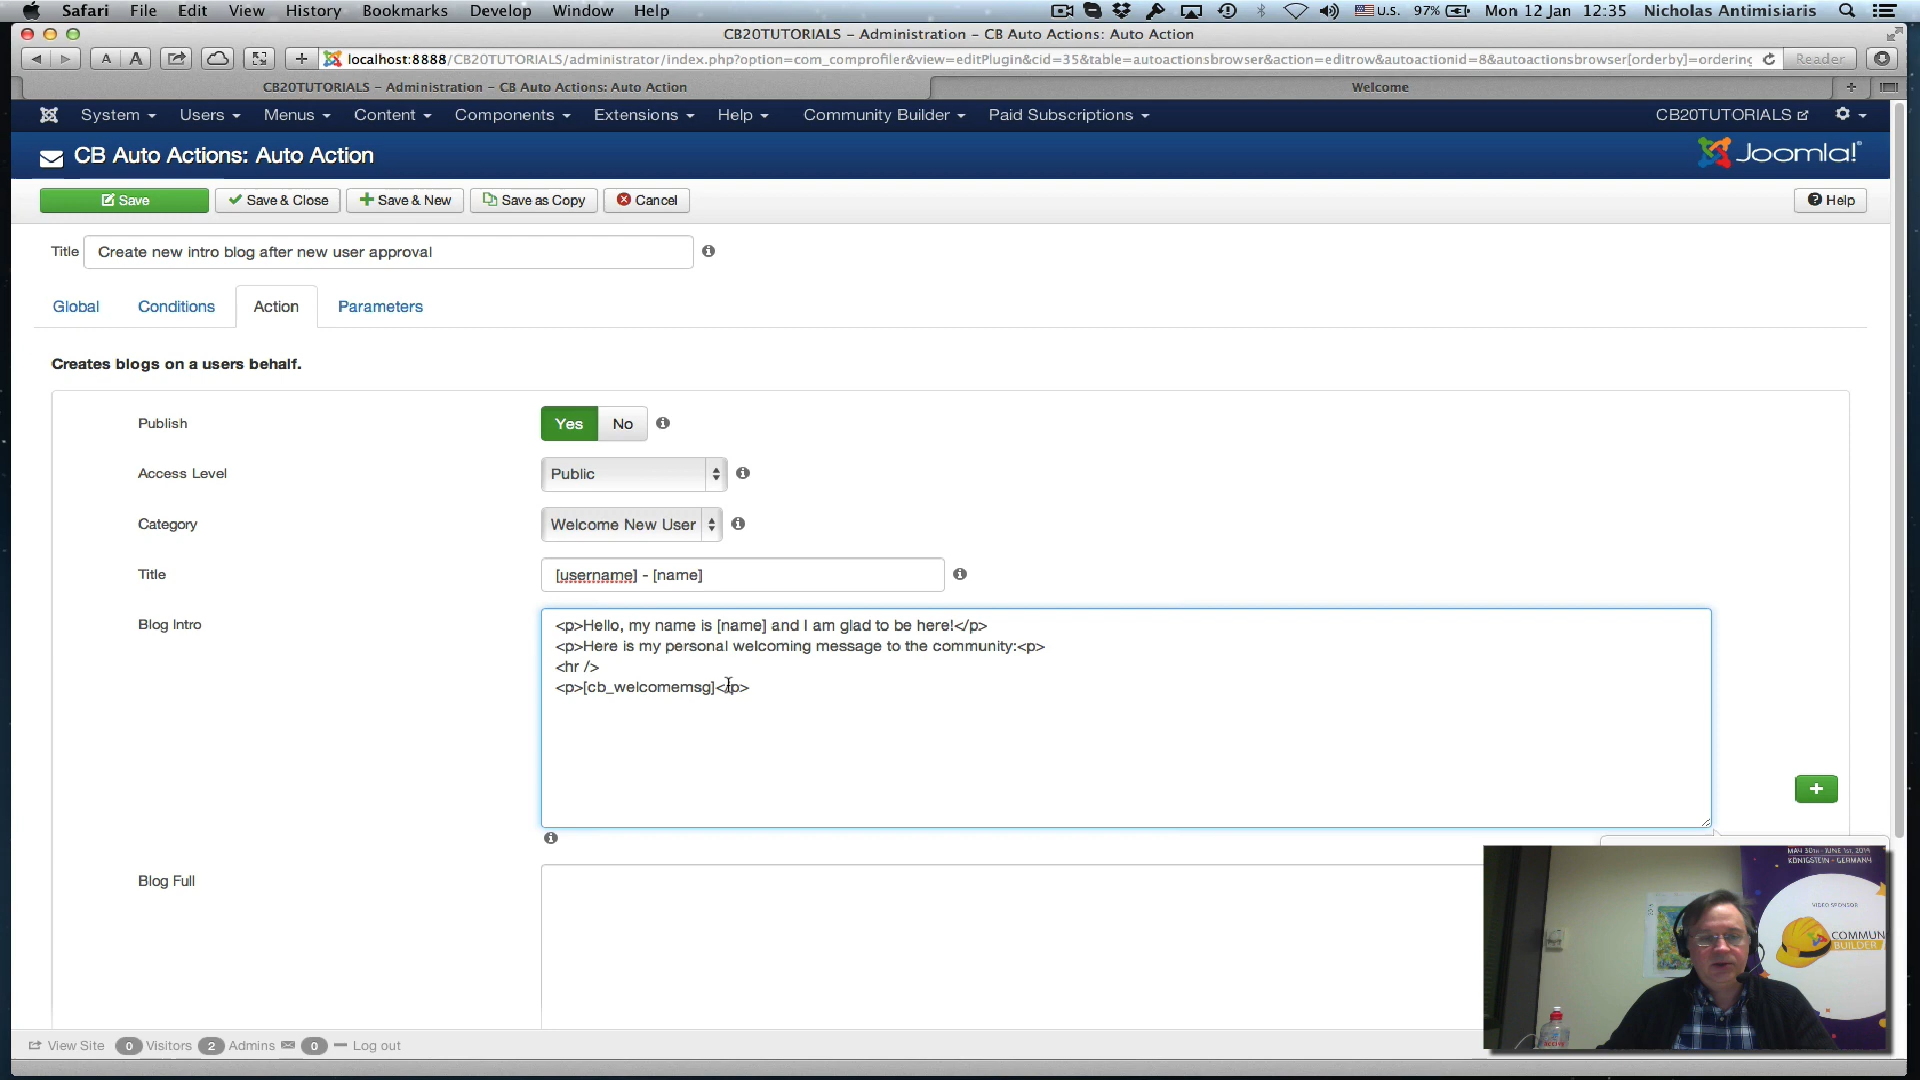 Safari File Edit View History Bookmarks Develop Window Help U.S. 97% Mon 12 Jan 12:35 Nicholas Antimisiaris
CB20TUTORIALS – Administration – CB Auto Actions: Auto Action
A A + localhost:8888/CB20TUTORIALS/administrator/index.php?option=com_comprofiler&view=editPlugin&cid=35&table=autoactionsbrowser&action=editrow&autoactionid=8&autoactionsbrowser[orderby]=ordering Reader
CB20TUTORIALS – Administration – CB Auto Actions: Auto Action Welcome +
System Users Menus Content Components Extensions Help Community Builder Paid Subscriptions CB20TUTORIALS
CB Auto Actions: Auto Action Joomla!
Save Save & Close Save & New Save as Copy Cancel Help
Title Create new intro blog after new user approval
Global Conditions Action Parameters
Creates blogs on a users behalf.
Publish Yes No
Access Level Public
Category Welcome New User
Title [username] - [name]
Blog Intro <p>Hello, my name is [name] and I am glad to be here!</p>
<p>Here is my personal welcoming message to the community:<p>
<hr />
<p>[cb_welcomemsg]</p>
+
MAY 30th - JUNE 1st, 2014
KÖNIGSTEIN - GERMANY
Blog Full
VIDEO SPONSOR
COMMUN
BUILDER
View Site 0 Visitors 2 Admins 0 Log out